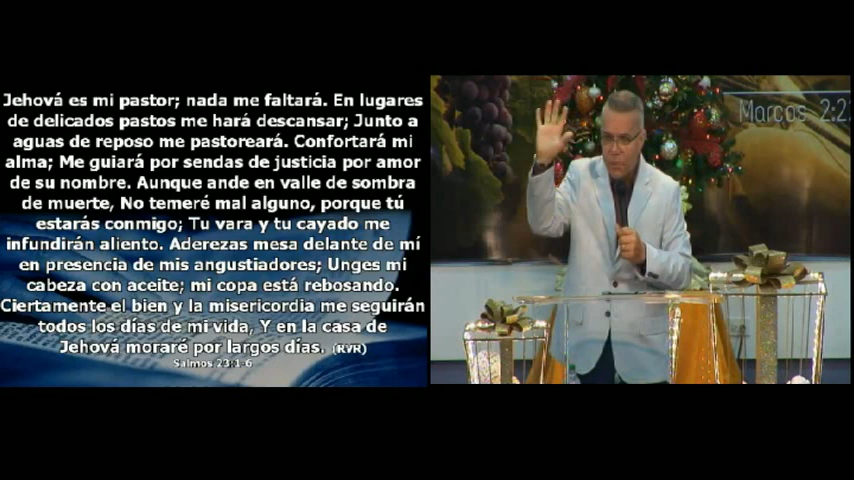 Jehová es mi pastor; nada me faltará. En lugares
de delicados pastos me hará descansar; Junto a
aguas de reposo me pastoreará. Confortará mi
alma; Me guiará por sendas de justicia por amor
de su nombre. Aunque ande en valle de sombra
de muerte, No temeré mal alguno, porque tú
estarás conmigo; Tu vara y tu cayado me
infundirán aliento. Aderezas mesa delante de mí
en presencia de mis angustiadores; Unges mi
cabeza con aceite; mi copa está rebosando.
Ciertamente el bien y la misericordia me seguirán
todos los días de mi vida, Y en la casa de
Jehová moraré por largos días. (RVR)
Salmos 23:1-6
Marcos 2:2